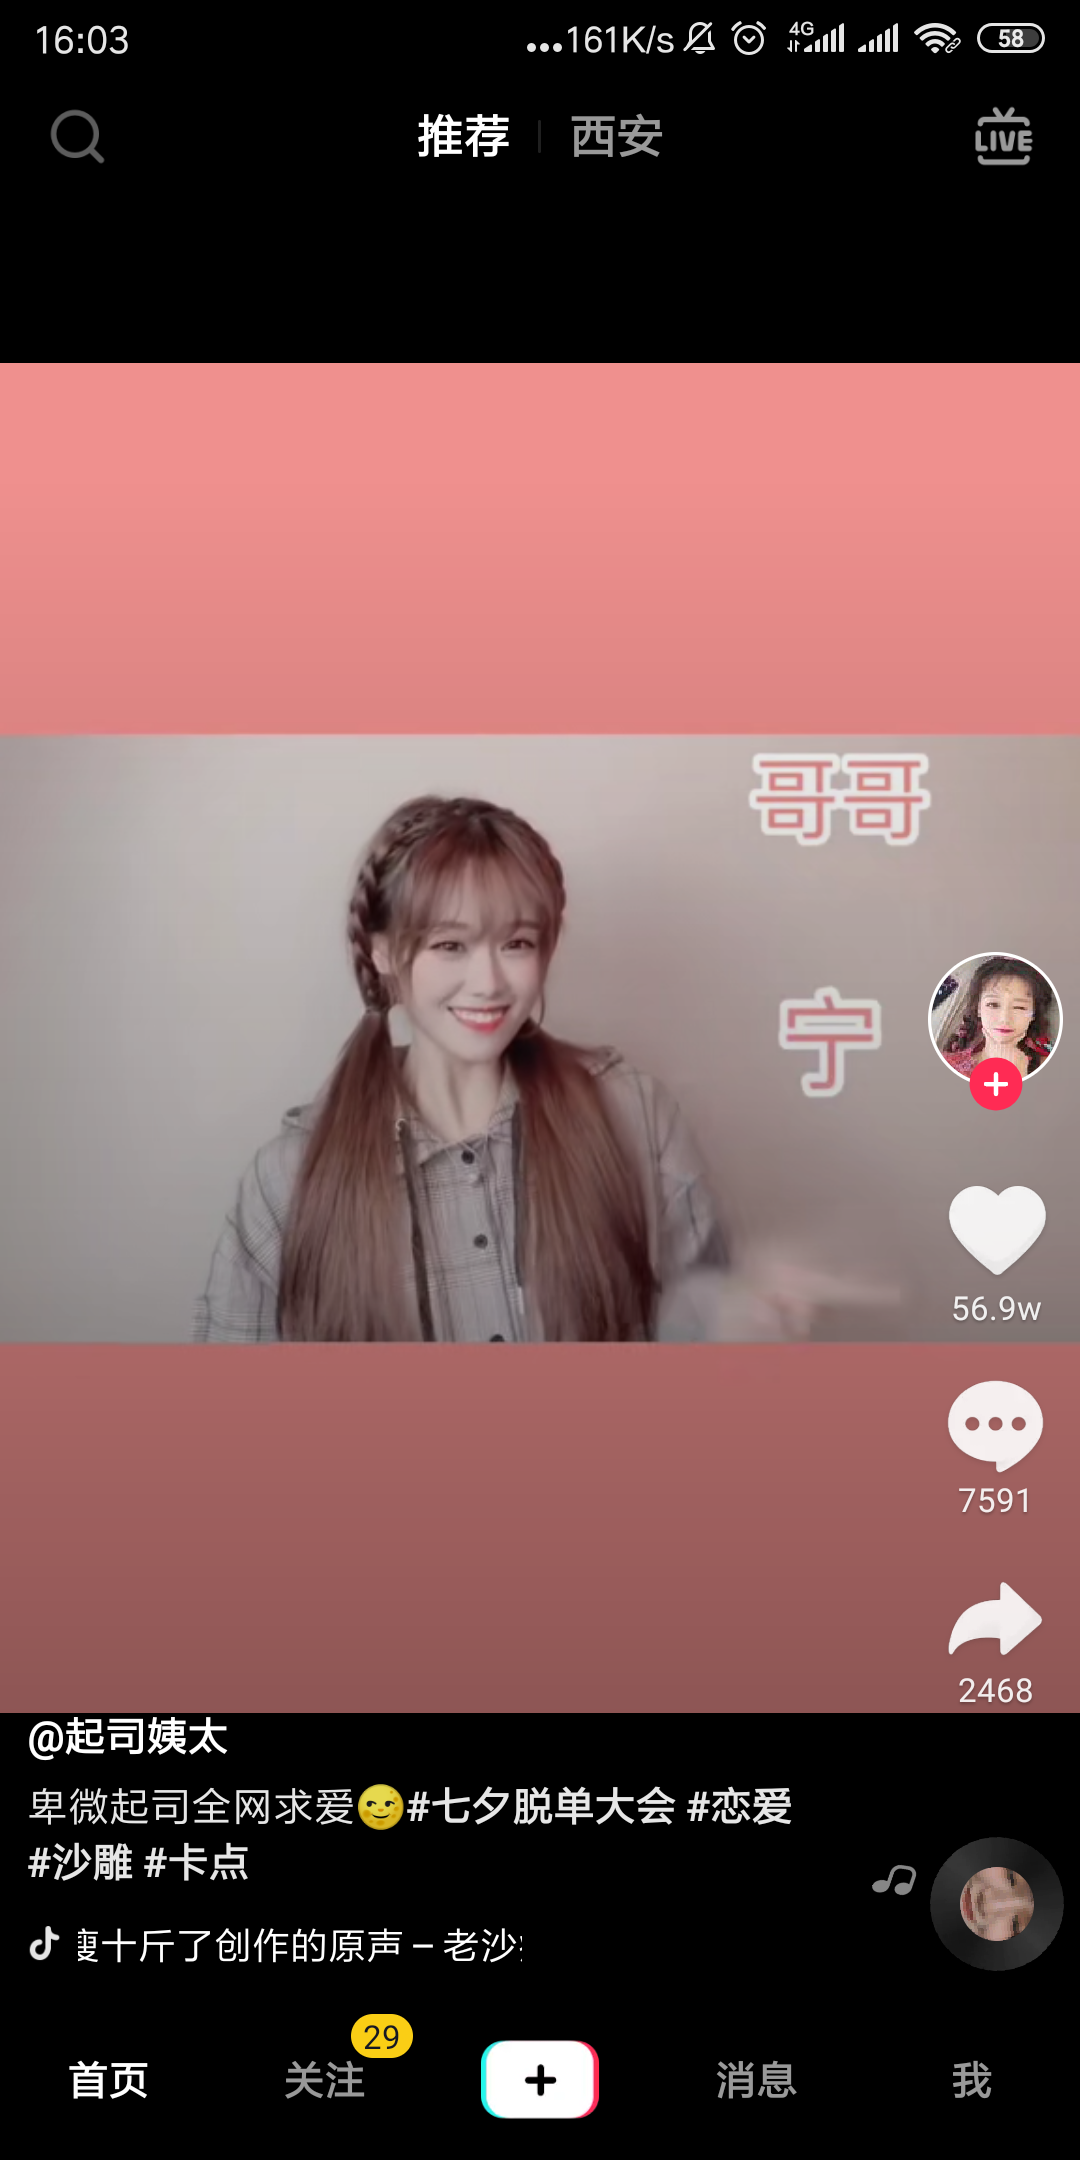 16:03
...161K/s
4G
58
推荐
西安
LIVE
哥哥
宁
56.9w
7591
2468
@起司姨太
卑微起司全网求爱#七夕脱单大会 #恋爱
#沙雕 #卡点
十斤了创作的原声 – 老沙
首页
关注
29
消息
我